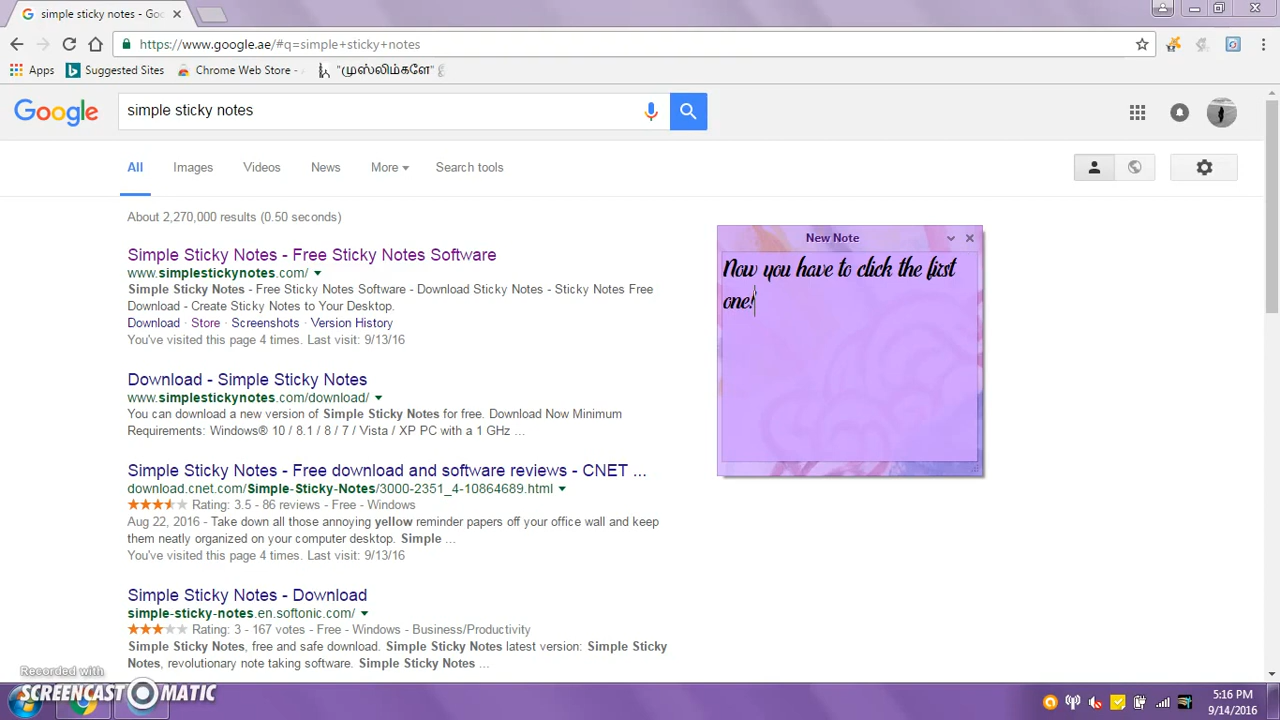 simple sticky notes - Goo
https://www.google.ae/#q=simple+sticky+notes
Apps Suggested Sites Chrome Web Store - "முஸ்லிம்களே"
Google simple sticky notes
All Images Videos News More Search tools
About 2,270,000 results (0.50 seconds)
Simple Sticky Notes - Free Sticky Notes Software
www.simplestickynotes.com/
Simple Sticky Notes - Free Sticky Notes Software - Download Sticky Notes - Sticky Notes Free
Download - Create Sticky Notes to Your Desktop.
Download · Store · Screenshots · Version History
You've visited this page 4 times. Last visit: 9/13/16
Download - Simple Sticky Notes
www.simplestickynotes.com/download/
You can download a new version of Simple Sticky Notes for free. Download Now Minimum
Requirements: Windows® 10 / 8.1 / 8 / 7 / Vista / XP PC with a 1 GHz ...
Simple Sticky Notes - Free download and software reviews - CNET ...
download.cnet.com/Simple-Sticky-Notes/3000-2351_4-10864689.html
Rating: 3.5 - 86 reviews - Free - Windows
Aug 22, 2016 - Take down all those annoying yellow reminder papers off your office wall and keep
them neatly organized on your computer desktop. Simple ...
You've visited this page 4 times. Last visit: 9/13/16
Simple Sticky Notes - Download
simple-sticky-notes.en.softonic.com/
Rating: 3 - 167 votes - Free - Windows - Business/Productivity
Simple Sticky Notes, free and safe download. Simple Sticky Notes latest version: Simple Sticky
Notes, revolutionary note taking software. Simple Sticky Notes ...
New Note
Now you have to click the first
one!
Recorded with
SCREENCAST MATIC
5:16 PM
9/14/2016